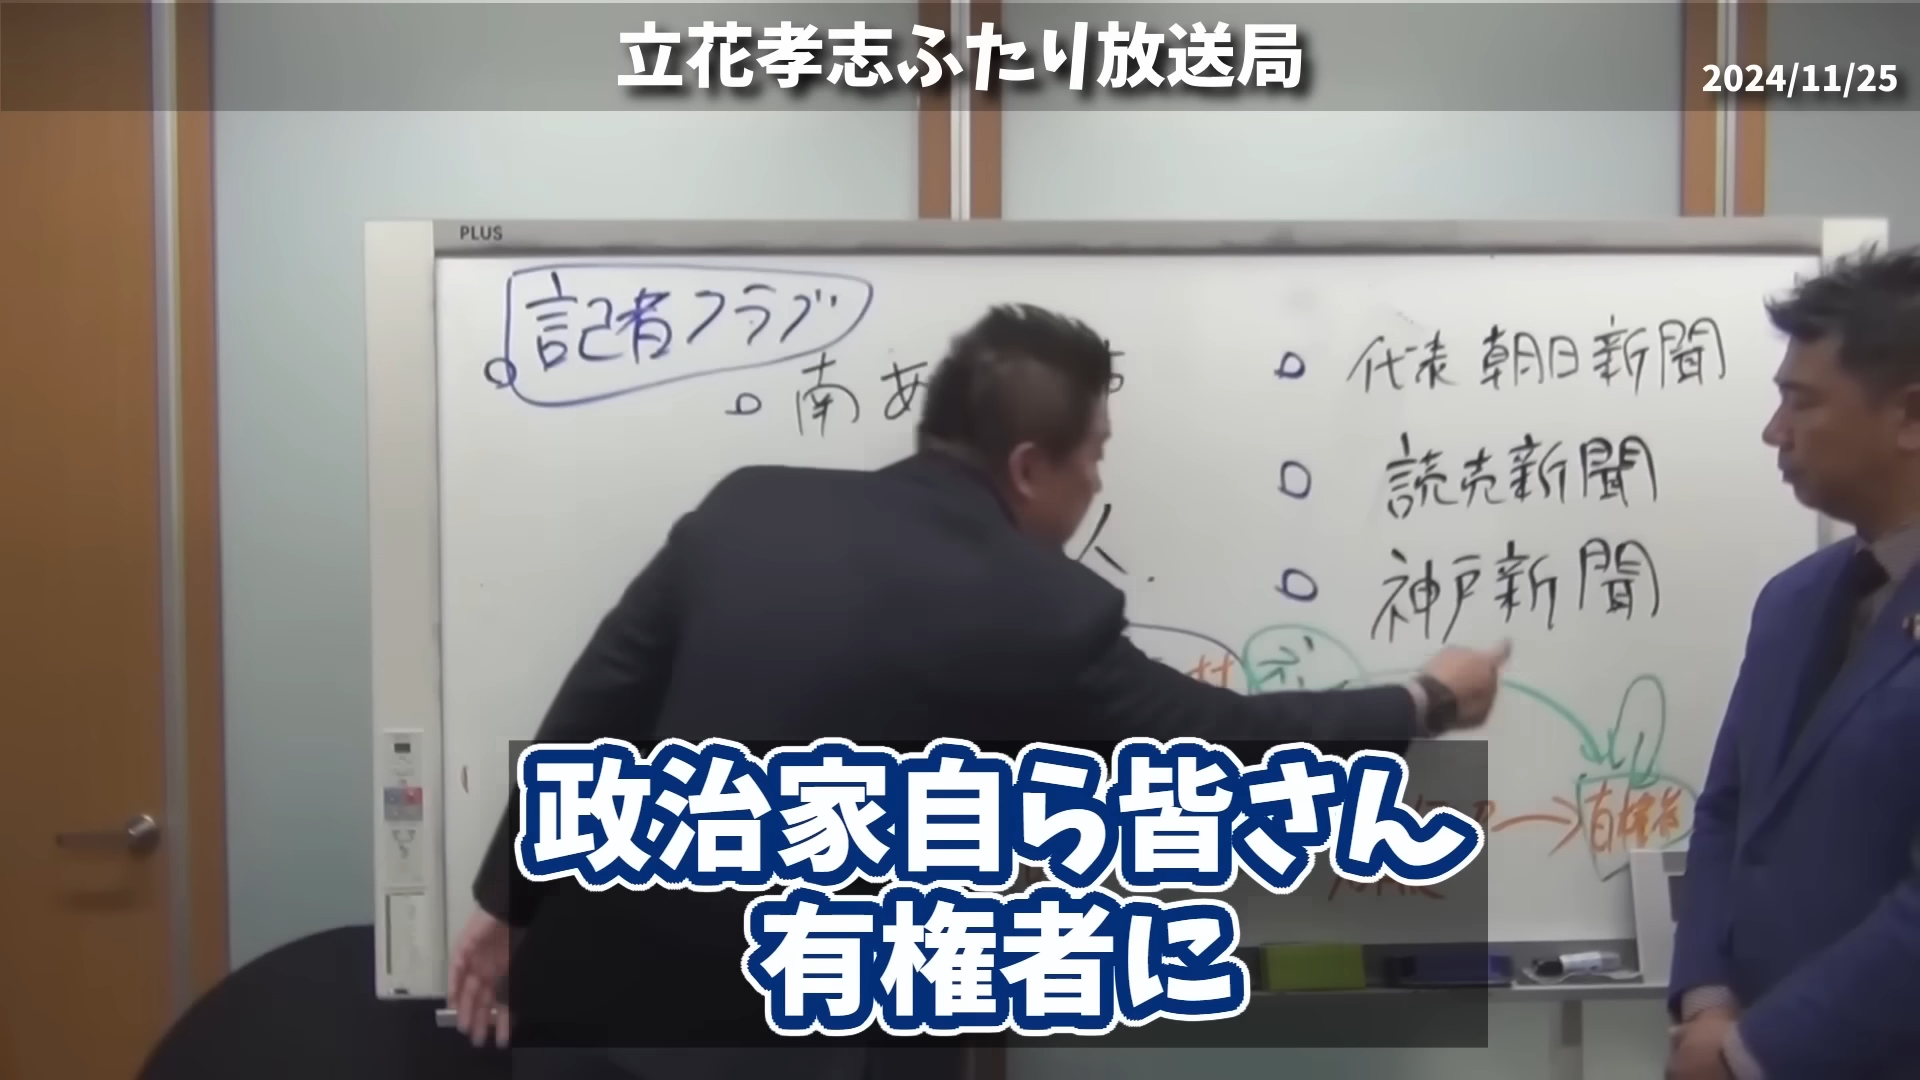 立花孝志ふたり放送局
2024/11/25
PLUS
記者クラブ
南あ
代表 朝日新聞
読売新聞
神戸新聞
人
村
有権者
政治家自ら皆さん
有権者に